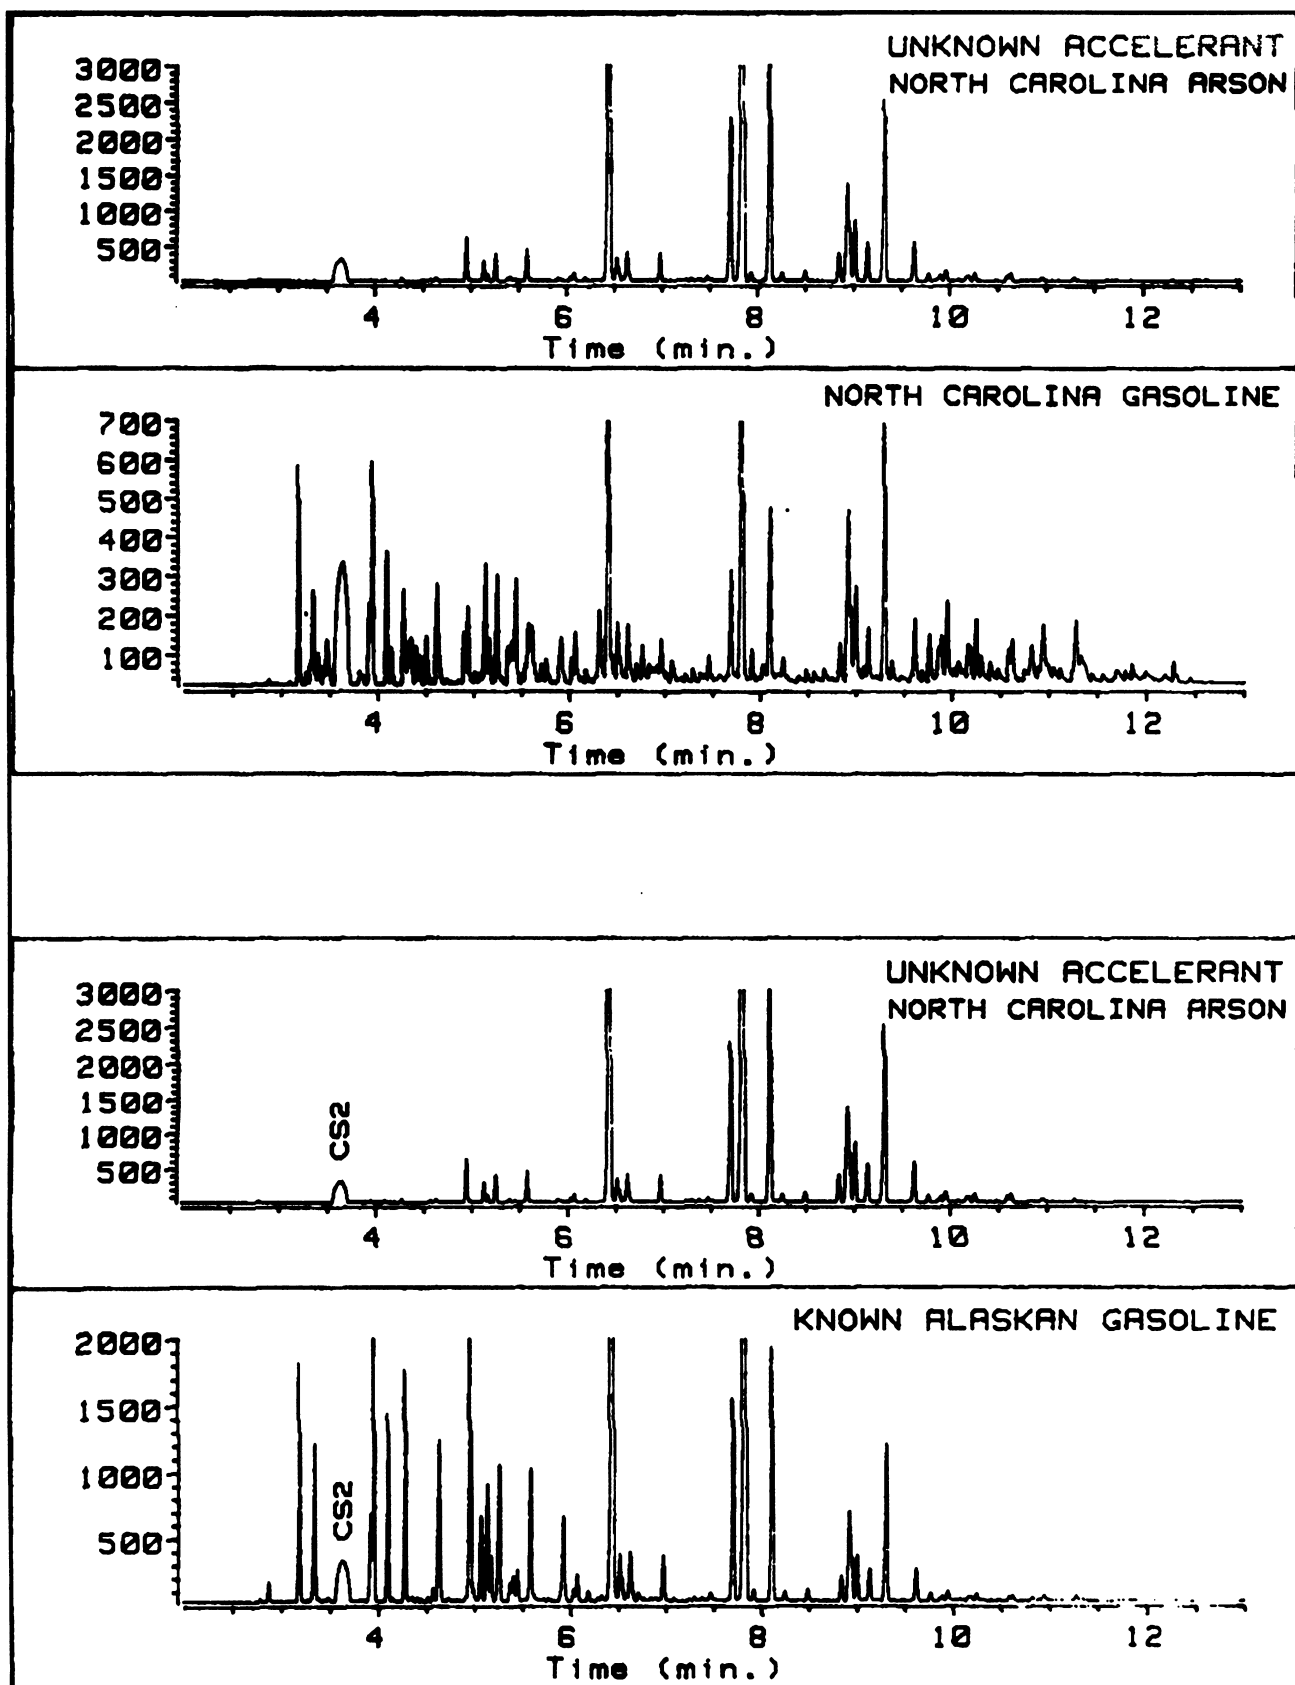 UNKNOWN ACCELERANT
NORTH CAROLINA ARSON
3000
2500
2000
1500
1000
500
4 6 8 10 12
Time (min.)
NORTH CAROLINA GASOLINE
700
600
500
400
300
200
100
4 6 8 10 12
Time (min.)
UNKNOWN ACCELERANT
NORTH CAROLINA ARSON
3000
2500
2000
1500
1000
500
CS2
4 6 8 10 12
Time (min.)
KNOWN ALASKAN GASOLINE
2000
1500
1000
500
CS2
4 6 8 10 12
Time (min.)